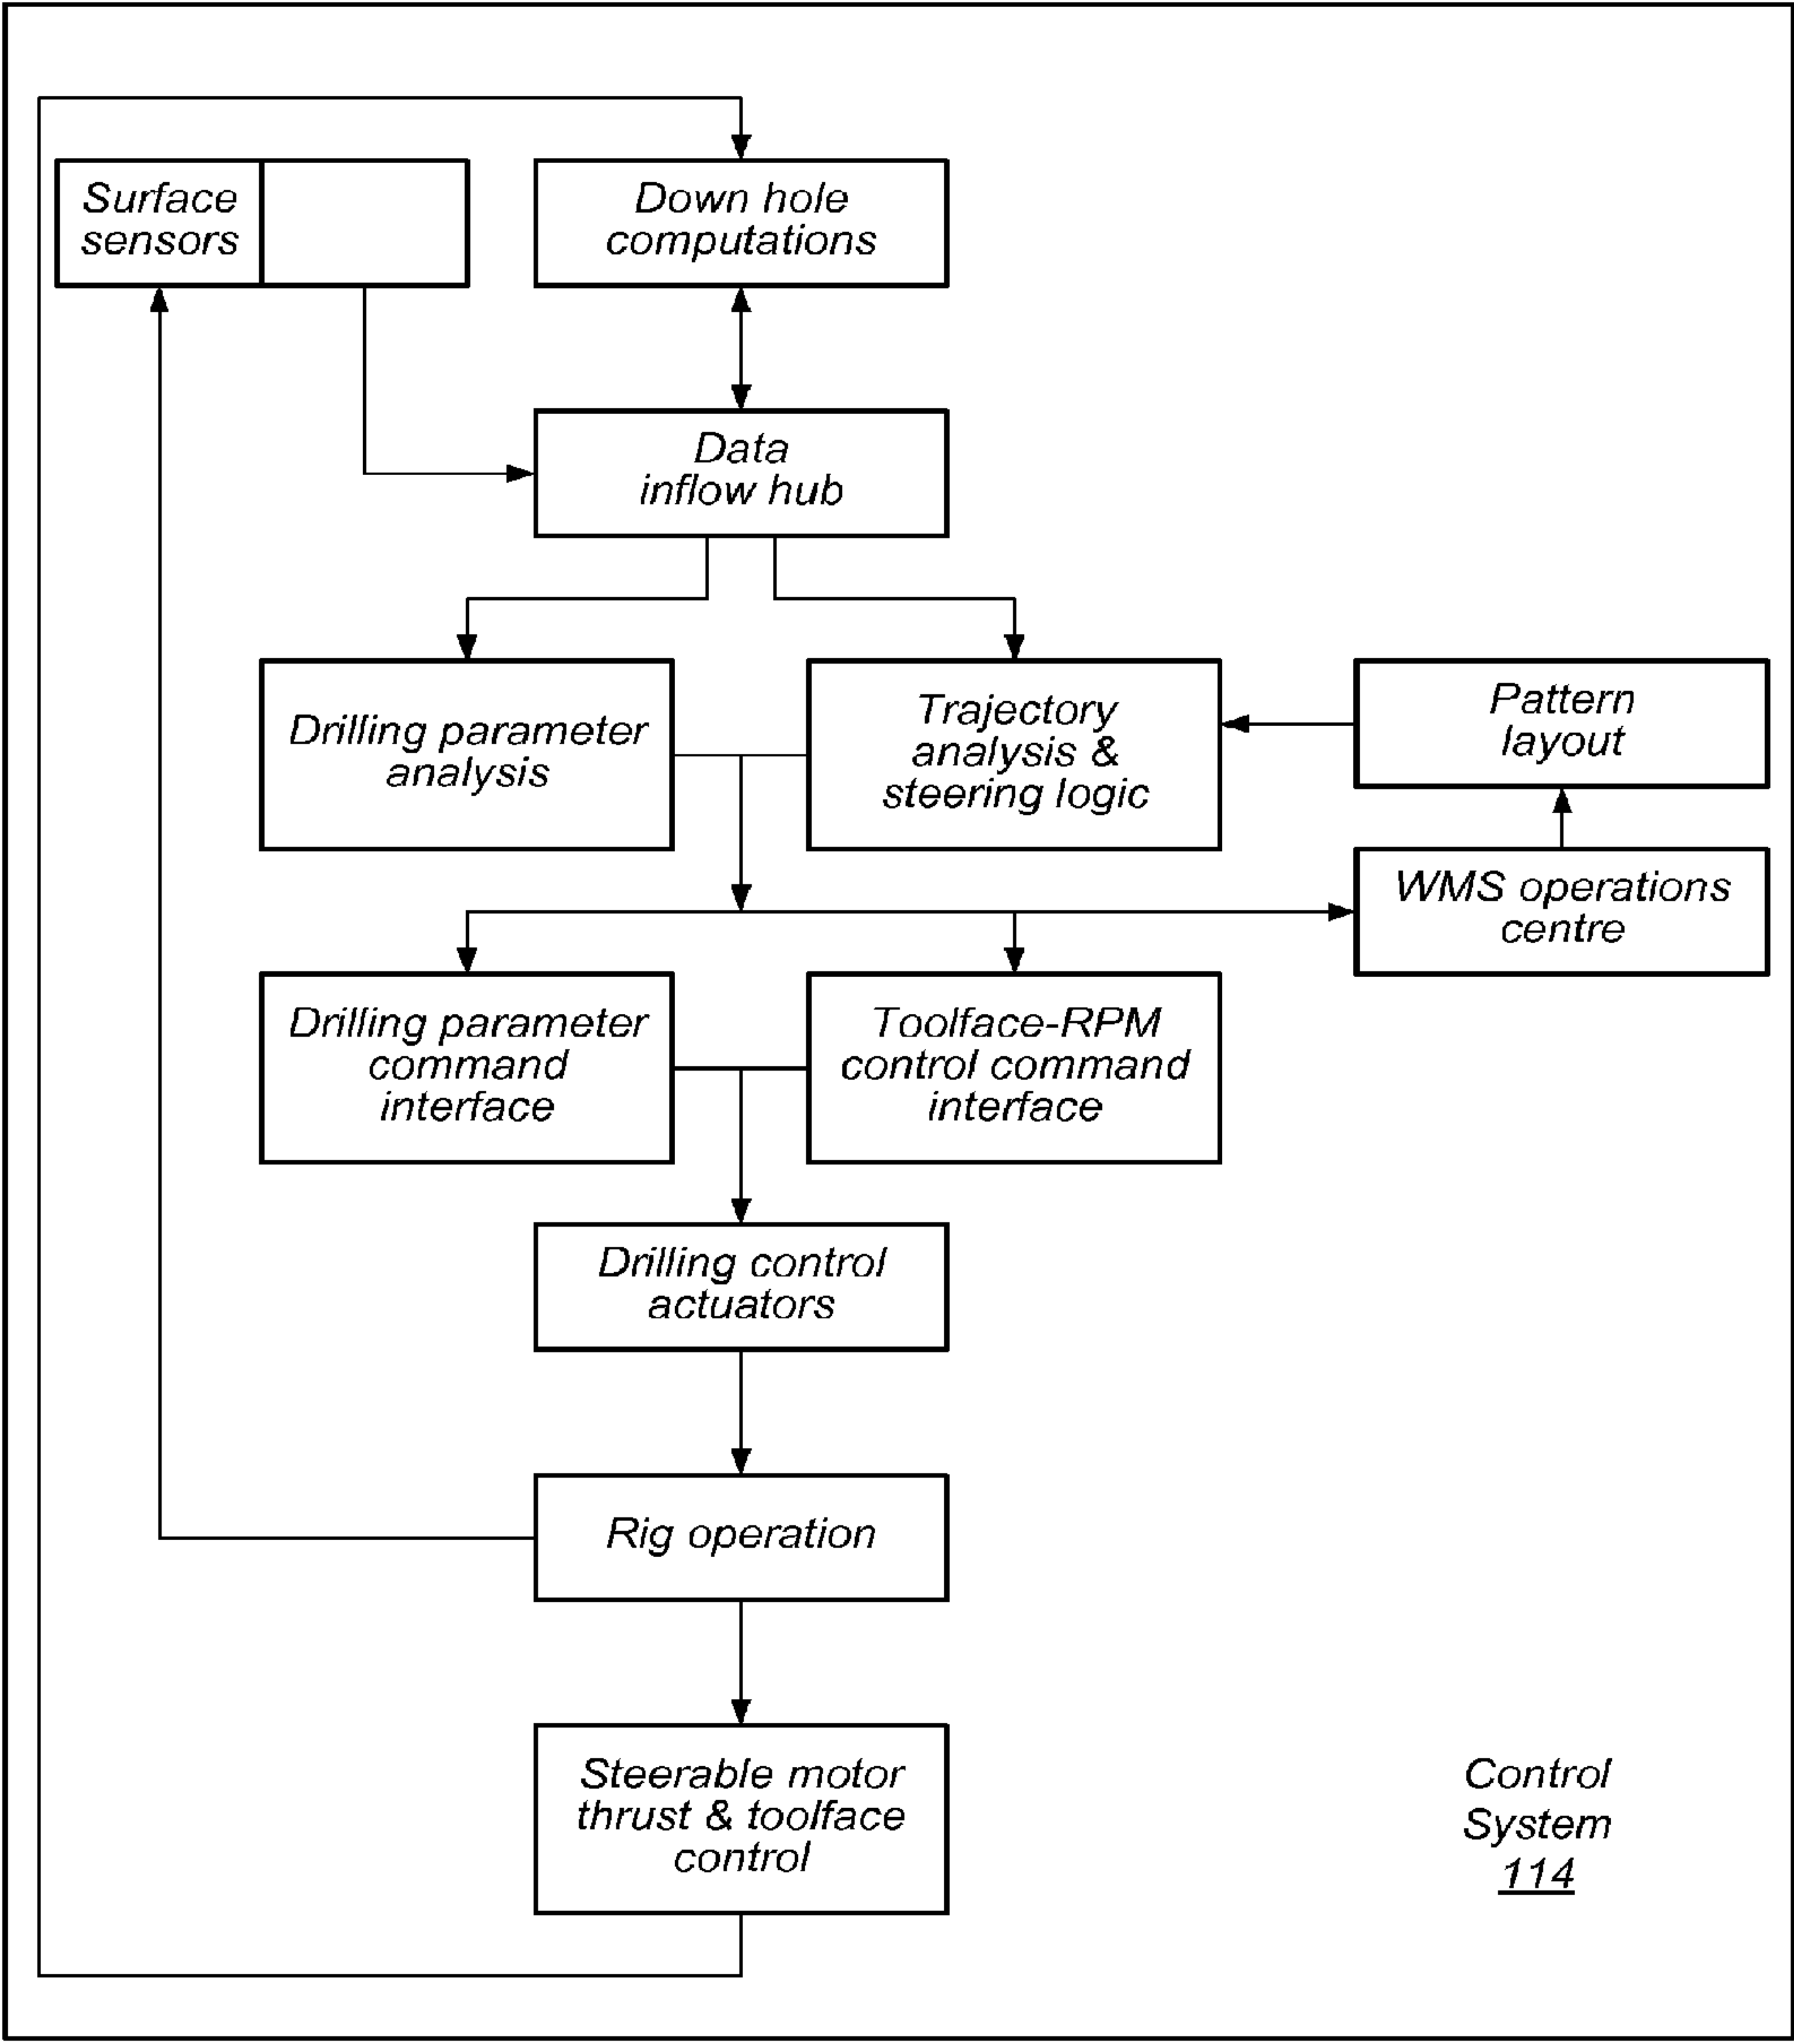 Surface
sensors
Down hole
computations
Data
inflow hub
Drilling parameter
analysis
Trajectory
analysis &
steering logic
Pattern
layout
WMS operations
centre
Drilling parameter
command
interface
Toolface-RPM
control command
interface
Drilling control
actuators
Rig operation
Steerable motor
thrust & toolface
control
Control
System
114